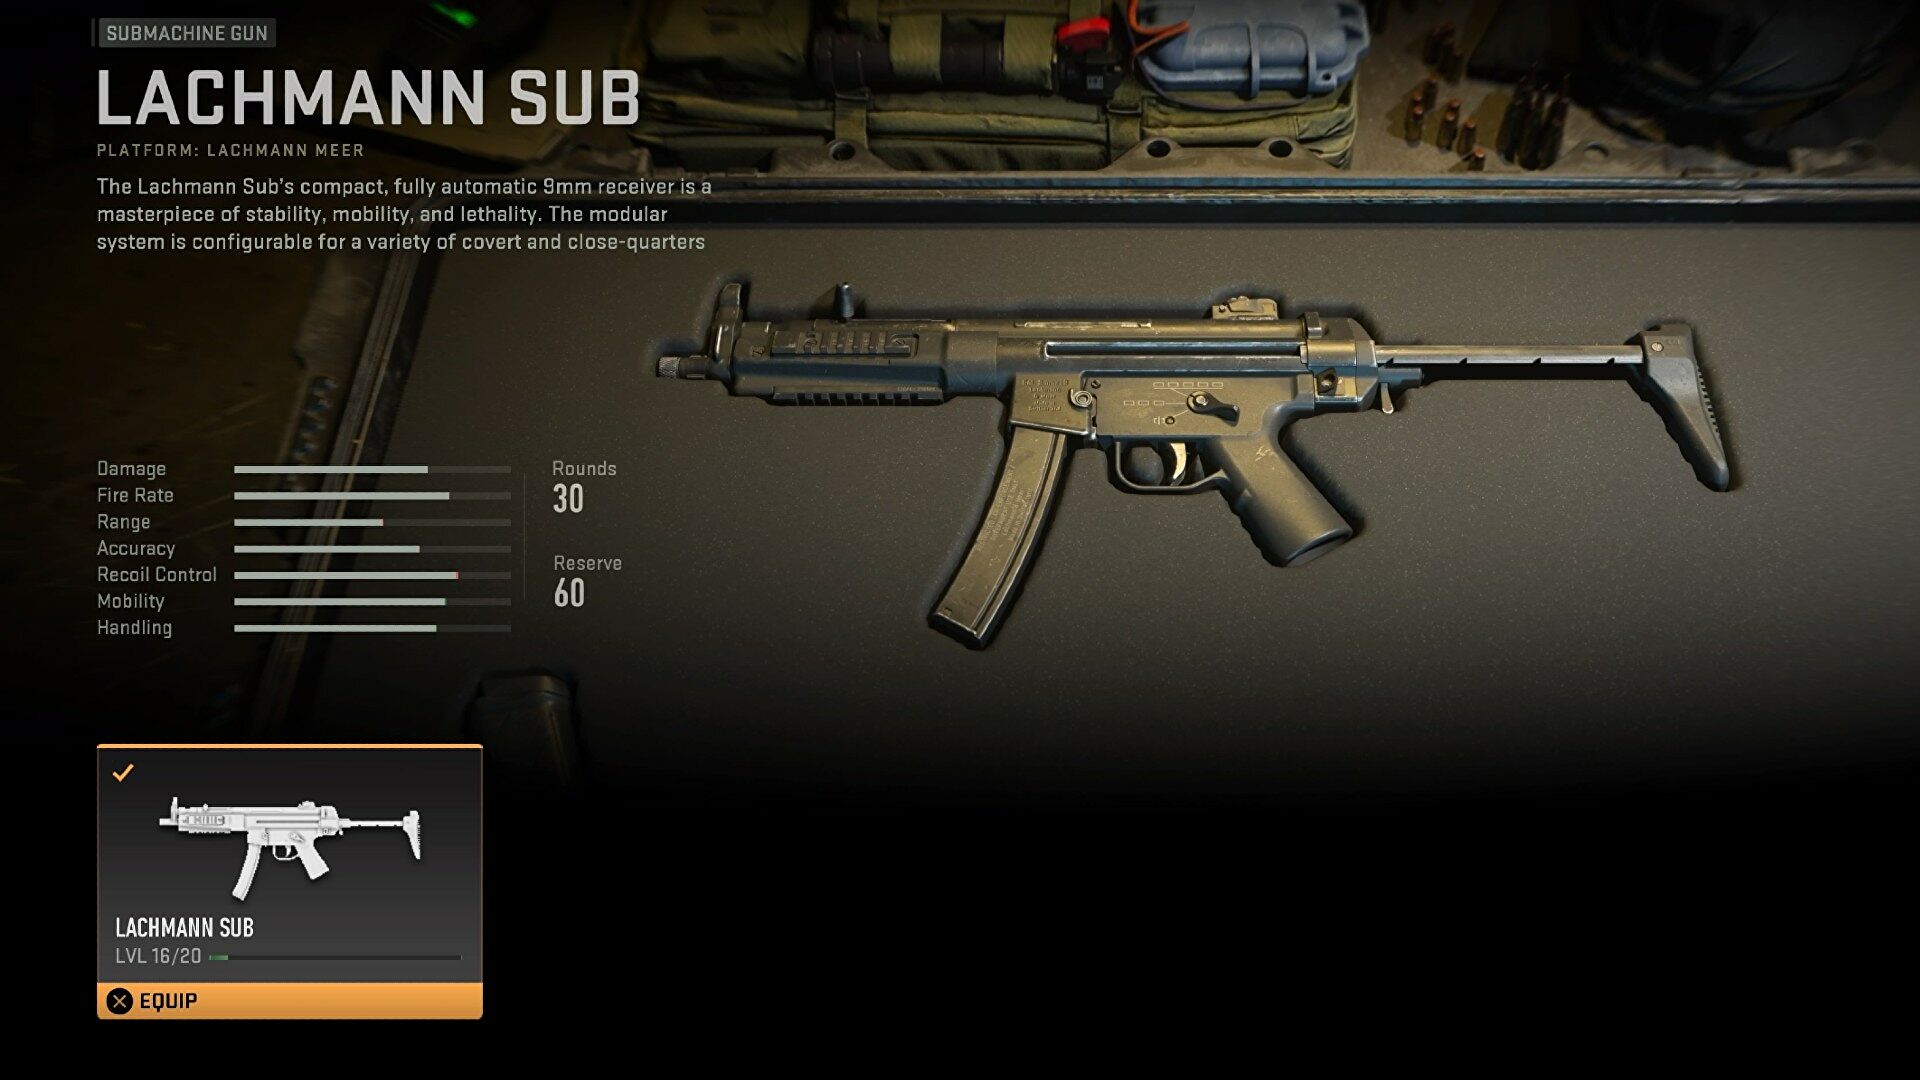 SUBMACHINE GUN
LACHMANN SUB
PLATFORM: LACHMANN MEER
The Lachmann Sub's compact, fully automatic 9mm receiver is a
masterpiece of stability, mobility, and lethality. The modular
system is configurable for a variety of covert and close-quarters
Damage
Fire Rate
Range
Accuracy
Recoil Control
Mobility
Handling
Rounds
30
Reserve
60
LACHMANN SUB
LVL 16/20
EQUIP